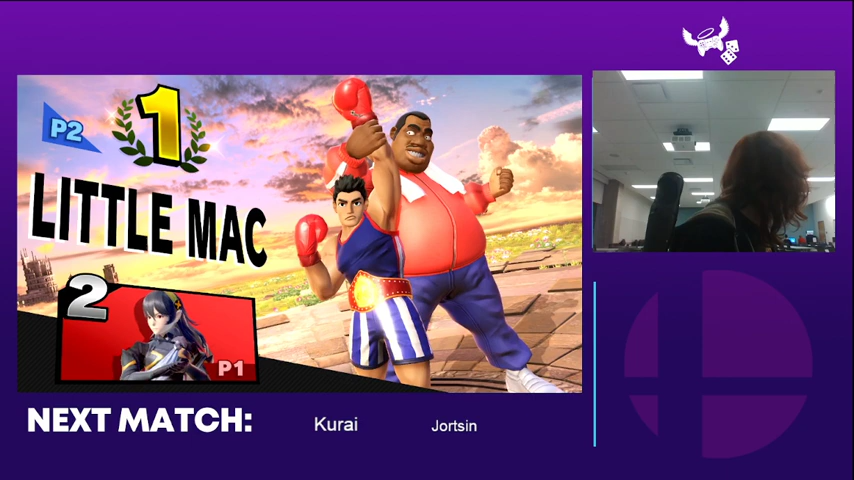 P2
1
LITTLE MAC
2
P1
NEXT MATCH:
Kurai
Jortsin